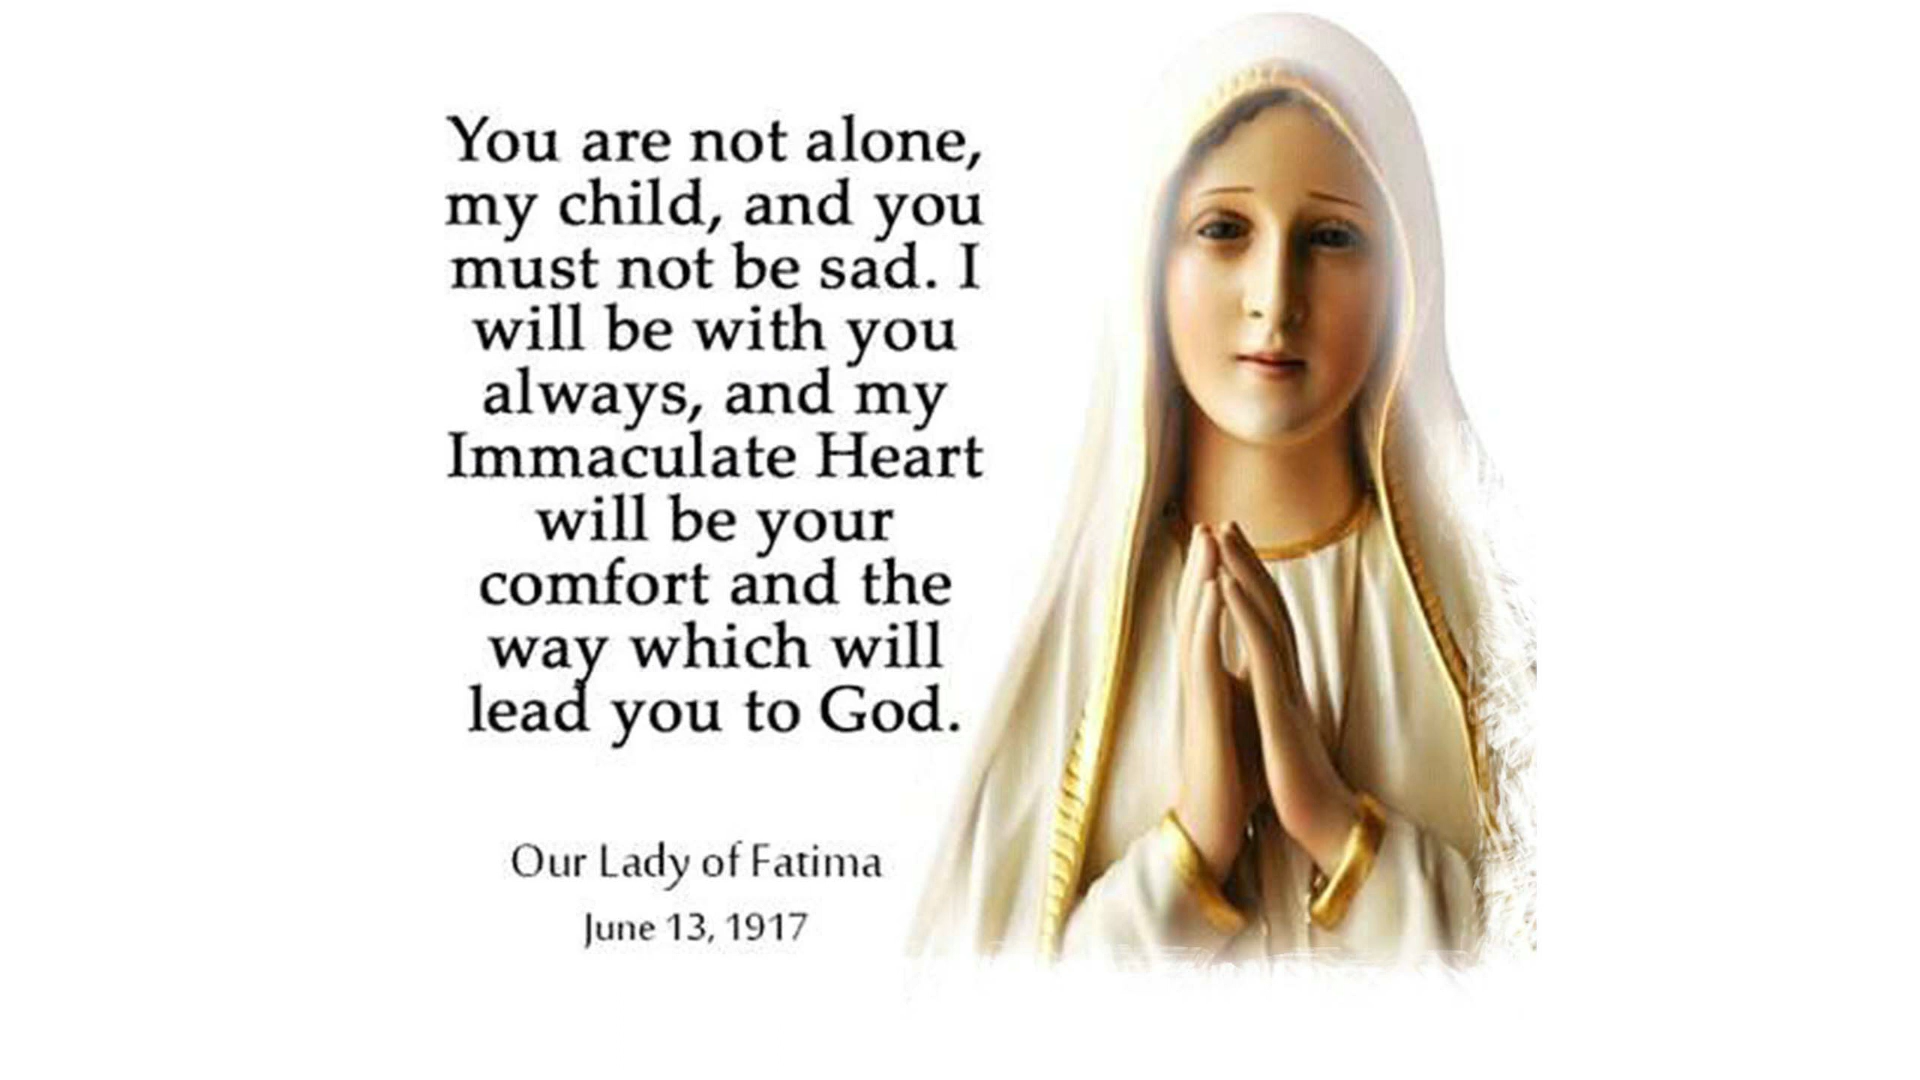 You are not alone,
my child, and you
must not be sad. I
will be with you
always, and my
Immaculate Heart
will be your
comfort and the
way which will
lead you to God.
Our Lady of Fatima
June 13, 1917